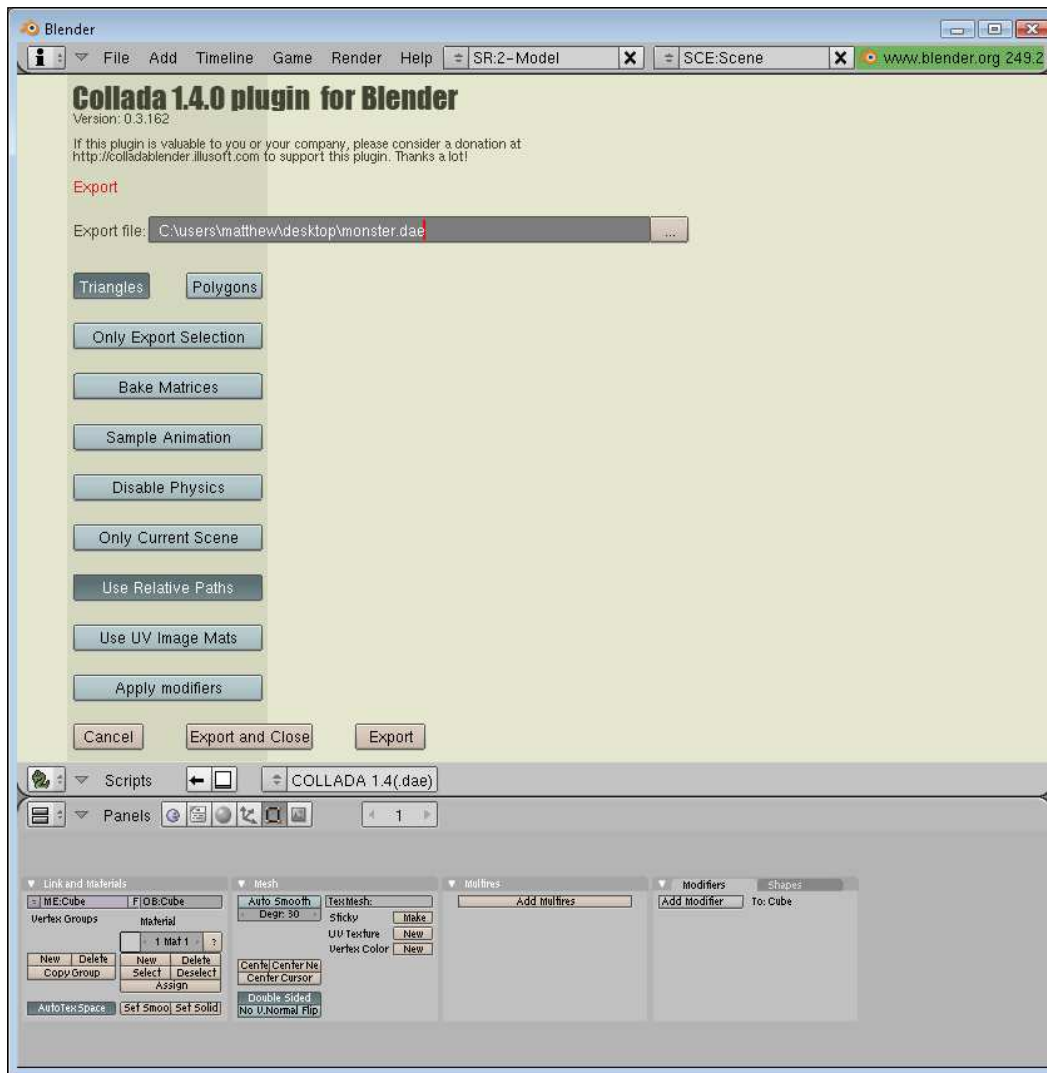 Blender
File Add Timeline Game Render Help SR:2-Model SCE:Scene www.blender.org 249.2
Collada 1.4.0 plugin for Blender
Version: 0.3.162
If this plugin is valuable to you or your company, please consider a donation at
http://colladablender.illusoft.com to support this plugin. Thanks a lot!
Export
Export file: C:\users\matthew\desktop\monster.dae ...
Triangles Polygons
Only Export Selection
Bake Matrices
Sample Animation
Disable Physics
Only Current Scene
Use Relative Paths
Use UV Image Mats
Apply modifiers
Cancel Export and Close Export
Scripts COLLADA 1.4(.dae)
Panels 1
Link and Materials Mesh Multires Modifiers Shapes
ME:Cube F OB:Cube Auto Smooth TexMesh: Add Multires Add Modifier To: Cube
Vertex Groups Material Degr: 30 Sticky Make
1 Mat 1 ? UV Texture New
Vertex Color New
New Delete New Delete
Copy Group Select Deselect Cente Center Ne
Assign Center Cursor
AutoTexSpace Set Smoo Set Solid Double Sided
No V.Normal Flip